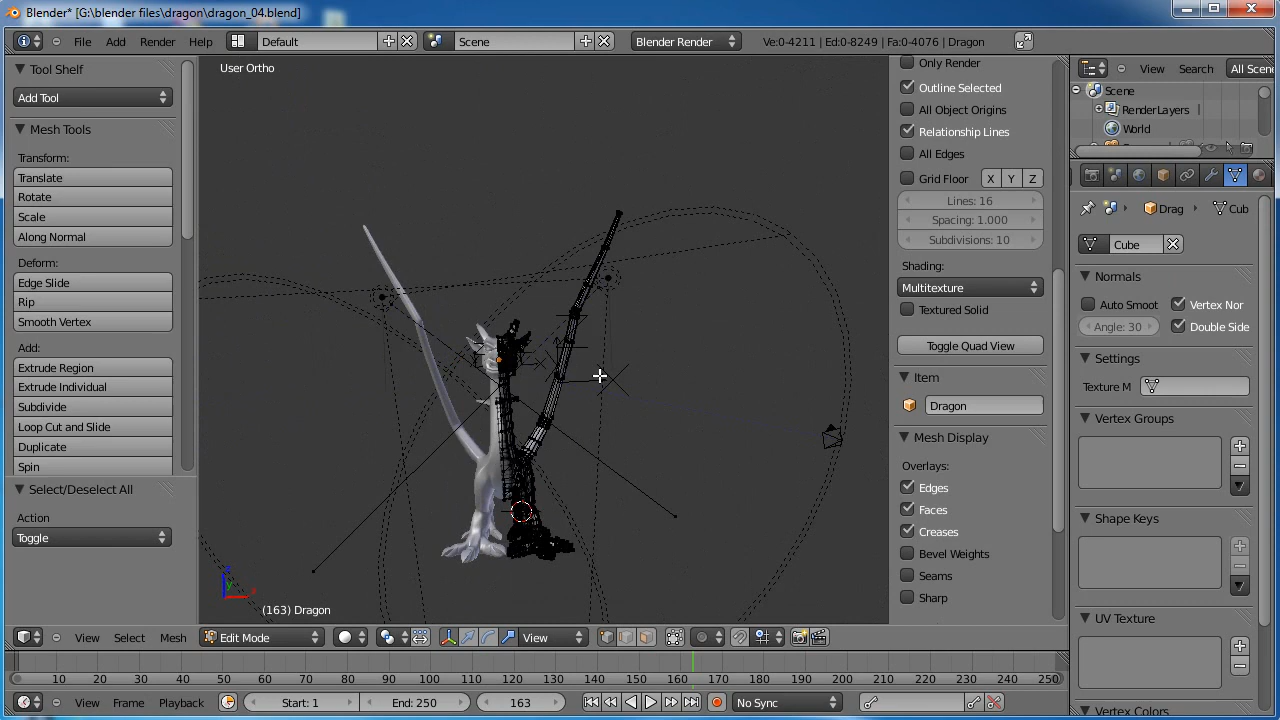 Blender* [G:\blender files\dragon\dragon_04.blend]
File Add Render Help Default Scene Blender Render Ve:0-4211 | Ed:0-8249 | Fa:0-4076 | Dragon
Tool Shelf
Add Tool
Mesh Tools
Transform:
Translate
Rotate
Scale
Along Normal
Deform:
Edge Slide
Rip
Smooth Vertex
Add:
Extrude Region
Extrude Individual
Subdivide
Loop Cut and Slide
Duplicate
Spin
Select/Deselect All
Action
Toggle
User Ortho
z
y
x
(163) Dragon
Only Render
Outline Selected
All Object Origins
Relationship Lines
All Edges
Grid Floor X Y Z
Lines: 16
Spacing: 1.000
Subdivisions: 10
Shading:
Multitexture
Textured Solid
Toggle Quad View
Item
Dragon
Mesh Display
Overlays:
Edges
Faces
Creases
Bevel Weights
Seams
Sharp
View Search All Scene
Scene
RenderLayers
World
Drag Cub
Cube
Normals
Auto Smoot Vertex Nor
Angle: 30 Double Side
Settings
Texture M
Vertex Groups
Shape Keys
UV Texture
Vertex Colors
View Select Mesh Edit Mode View
10 20 30 40 50 60 70 80 90 100 110 120 130 140 150 160 170 180 190 200 210 220 230 240 250
View Frame Playback Start: 1 End: 250 163 No Sync